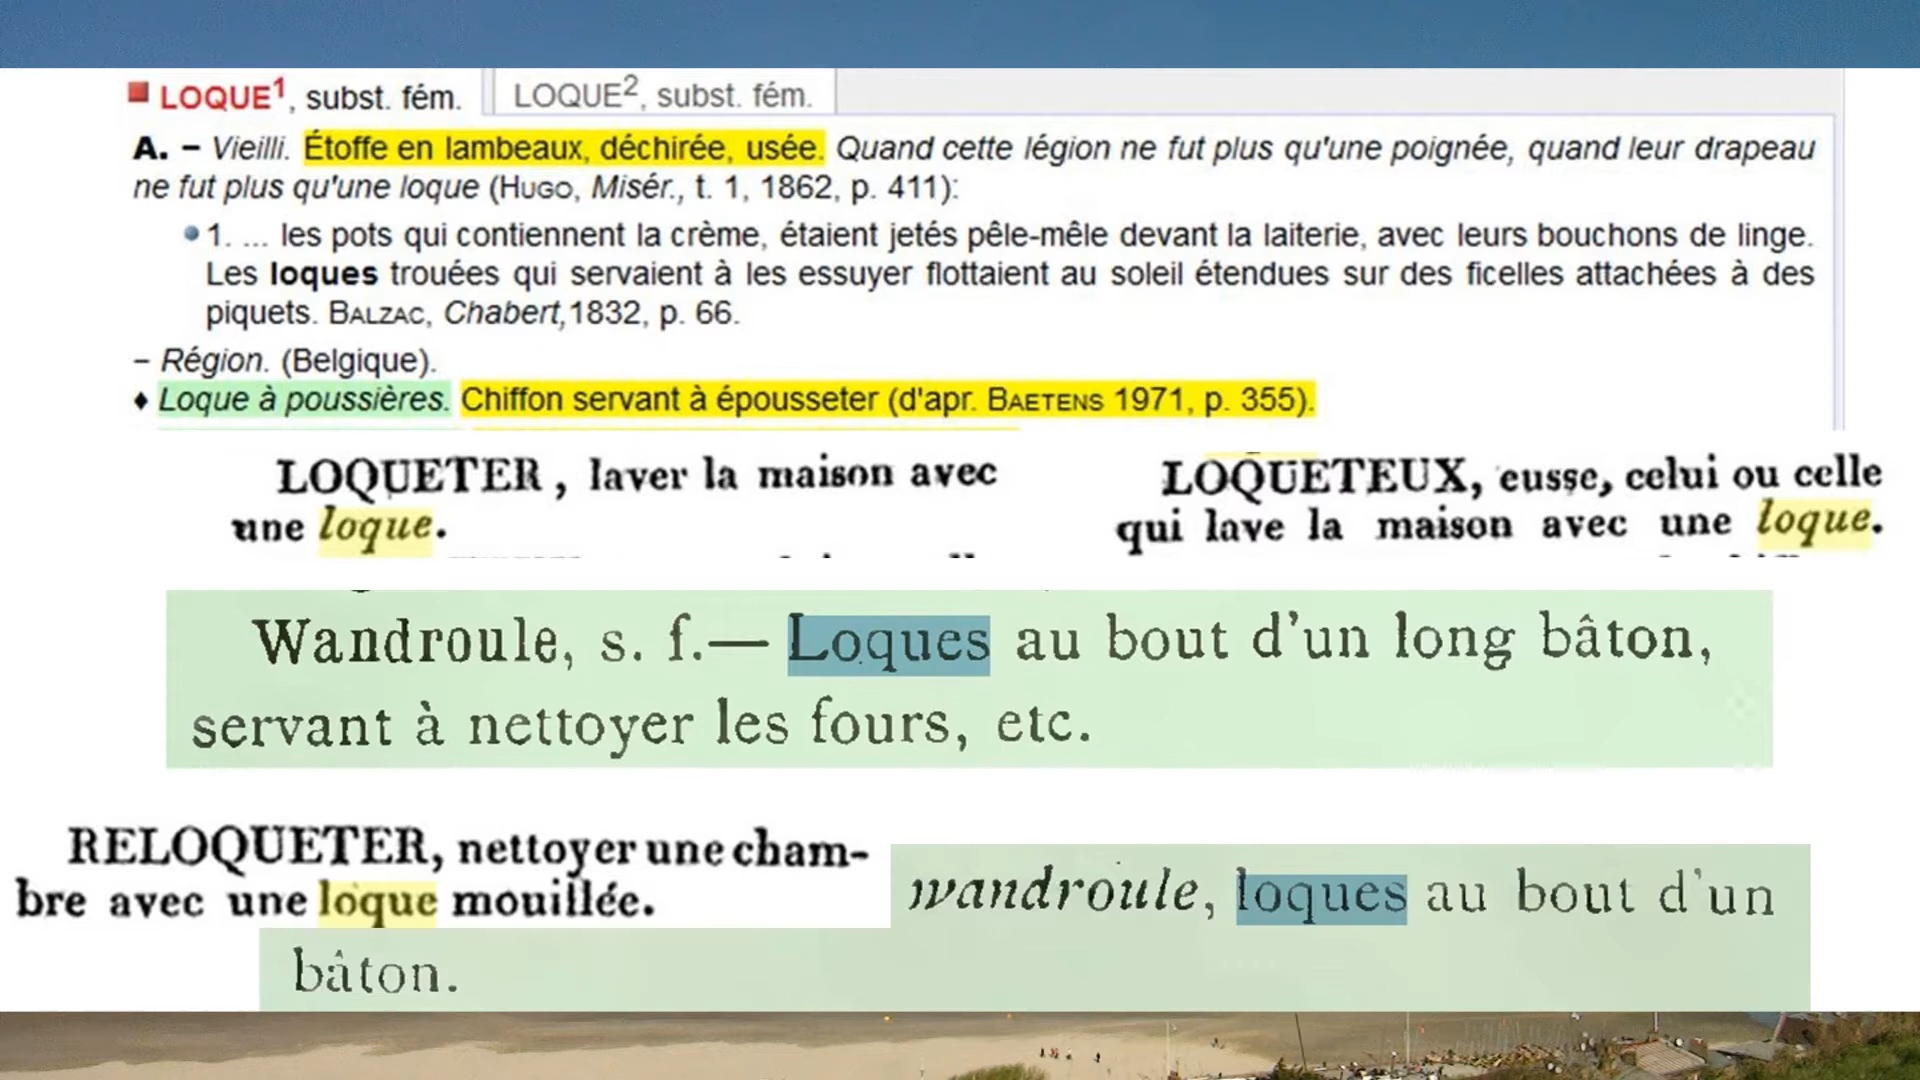 LOQUE1, subst. fém.
LOQUE2, subst. fém.
A. − Vieilli. Étoffe en lambeaux, déchirée, usée. Quand cette légion ne fut plus qu'une poignée, quand leur drapeau
ne fut plus qu'une loque (HUGO, Misér., t. 1, 1862, p. 411):
1. ... les pots qui contiennent la crème, étaient jetés pêle-mêle devant la laiterie, avec leurs bouchons de linge.
Les loques trouées qui servaient à les essuyer flottaient au soleil étendues sur des ficelles attachées à des
piquets. BALZAC, Chabert,1832, p. 66.
− Région. (Belgique).
♦ Loque à poussières. Chiffon servant à épousseter (d'apr. BAETENS 1971, p. 355).
LOQUETER, laver la maison avec
une loque.
LOQUETEUX, eusse, celui ou celle
qui lave la maison avec une loque.
Wandroule, s. f.— Loques au bout d'un long bâton,
servant à nettoyer les fours, etc.
RELOQUETER, nettoyer une cham-
bre avec une loque mouillée.
wandroule, loques au bout d'un
bâton.